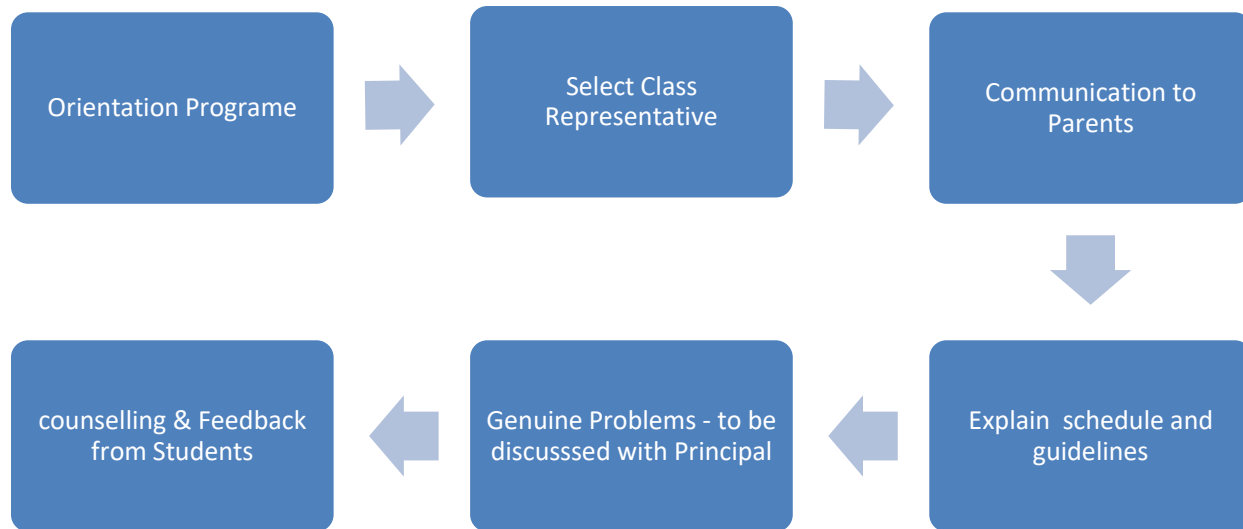 Orientation Programe
Select Class
Representative
Communication to
Parents
Explain schedule and
guidelines
Genuine Problems - to be
discusssed with Principal
counselling & Feedback
from Students